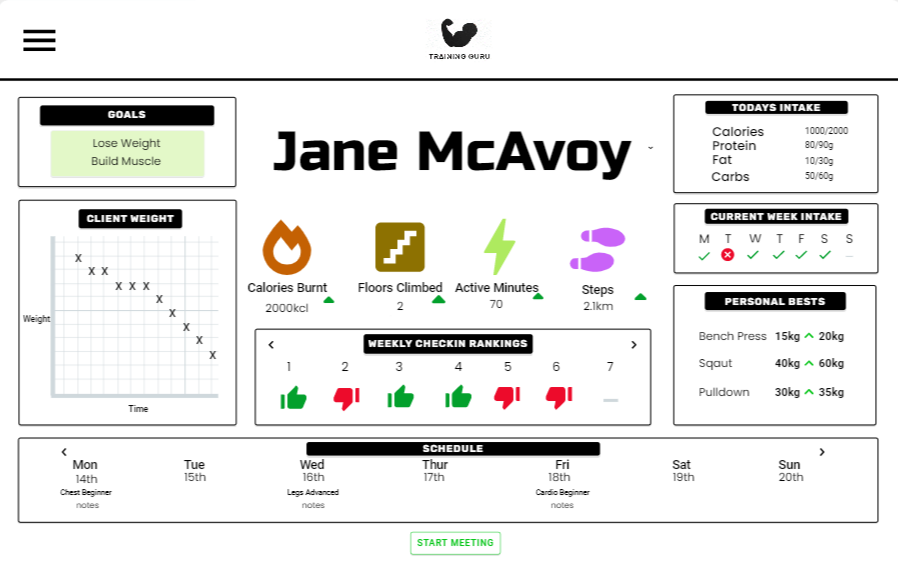 TRAINING GURU
GOALS
Lose Weight
Build Muscle
Jane McAvoy
TODAYS INTAKE
Calories 1000/2000
Protein 80/90g
Fat 10/30g
Carbs 50/60g
CLIENT WEIGHT
X
X X
X X X
X
X
X
X
X
Weight
Time
Calories Burnt
2000kcl
Floors Climbed
2
Active Minutes
70
Steps
2.1km
CURRENT WEEK INTAKE
M T W T F S S
WEEKLY CHECKIN RANKINGS
1 2 3 4 5 6 7
PERSONAL BESTS
Bench Press 15kg 20kg
Sqaut 40kg 60kg
Pulldown 30kg 35kg
SCHEDULE
Mon Tue Wed Thur Fri Sat Sun
14th 15th 16th 17th 18th 19th 20th
Chest Beginner Legs Advanced Cardio Beginner
notes notes notes
START MEETING